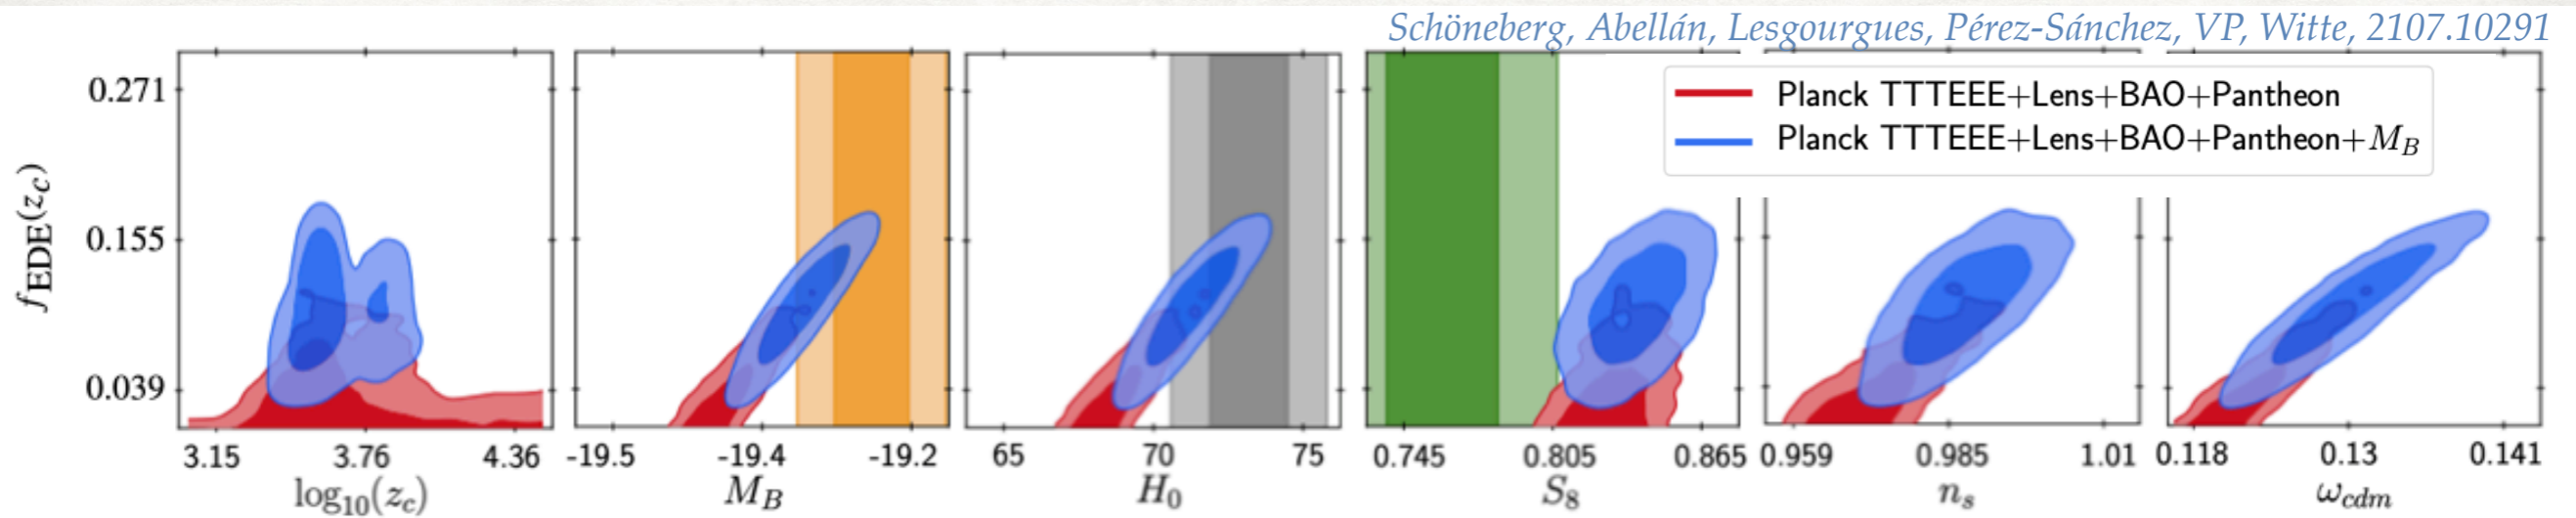 Schöneberg, Abellán, Lesgourgues, Pérez-Sánchez, VP, Witte, 2107.10291
Planck TTTEEE+Lens+BAO+Pantheon
Planck TTTEEE+Lens+BAO+Pantheon+M_B
0.271
0.155
0.039
f_EDE(z_c)
3.15 3.76 4.36 -19.5 -19.4 -19.2 65 70 75 0.745 0.805 0.865 0.959 0.985 1.01 0.118 0.13 0.141
log₁₀(z_c) M_B H₀ S₈ n_s ω_cdm